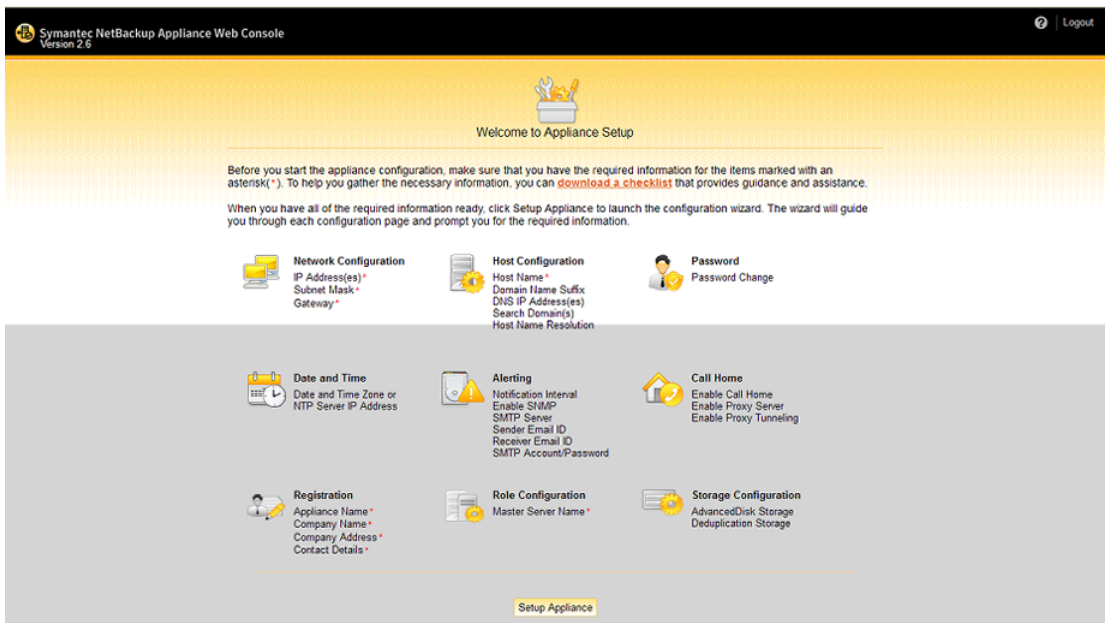 Symantec NetBackup Appliance Web Console
Version 2.6
? Logout
Welcome to Appliance Setup
Before you start the appliance configuration, make sure that you have the required information for the items marked with an
asterisk(*). To help you gather the necessary information, you can download a checklist that provides guidance and assistance.
When you have all of the required information ready, click Setup Appliance to launch the configuration wizard. The wizard will guide
you through each configuration page and prompt you for the required information.
Network Configuration
IP Address(es)*
Subnet Mask*
Gateway*
Host Configuration
Host Name*
Domain Name Suffix
DNS IP Address(es)
Search Domain(s)
Host Name Resolution
Password
Password Change
Date and Time
Date and Time Zone or
NTP Server IP Address
Alerting
Notification Interval
Enable SNMP
SMTP Server
Sender Email ID
Receiver Email ID
SMTP Account/Password
Call Home
Enable Call Home
Enable Proxy Server
Enable Proxy Tunneling
Registration
Appliance Name*
Company Name*
Company Address*
Contact Details*
Role Configuration
Master Server Name*
Storage Configuration
AdvancedDisk Storage
Deduplication Storage
Setup Appliance